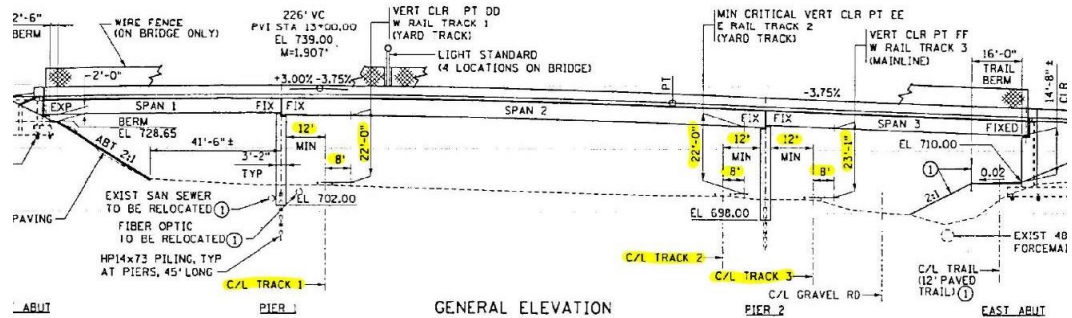 2'-6"
BERM
WIRE FENCE
(ON BRIDGE ONLY)
226' VC
PVI STA 13+00.00
EL 739.00
M=1.907'
VERT CLR PT DD
W RAIL TRACK 1
(YARD TRACK)
LIGHT STANDARD
(4 LOCATIONS ON BRIDGE)
MIN CRITICAL VERT CLR PT EE
E RAIL TRACK 2
(YARD TRACK)
VERT CLR PT FF
W RAIL TRACK 3
(MAINLINE)
16'-0"
TRAIL
BERM
14'-8" ±
CLR
2'-0"
+3.00%
-3.75%
PT
-3.75%
EXP
SPAN 1
FIX
FIX
SPAN 2
FIX
FIX
SPAN 3
FIXED
BERM
EL 728.65
ABT 2:1
41'-6" ±
3'-2"
TYP
12'
MIN
8'
22'-0"
22'-0"
12'
MIN
8'
12'
MIN
8'
23'-1"
EL 710.00
1
0.02
2:1
PAVING
EXIST SAN SEWER
TO BE RELOCATED 1
FIBER OPTIC
TO BE RELOCATED 1
HP14x73 PILING, TYP
AT PIERS, 45' LONG
EL 702.00
EL 698.00
C/L TRACK 1
C/L TRACK 2
C/L TRACK 3
C/L GRAVEL RD
C/L TRAIL
(12' PAVED
TRAIL) 1
EXIST 48
FORCEMAI
ABUT
PIER 1
GENERAL ELEVATION
PIER 2
EAST ABUT